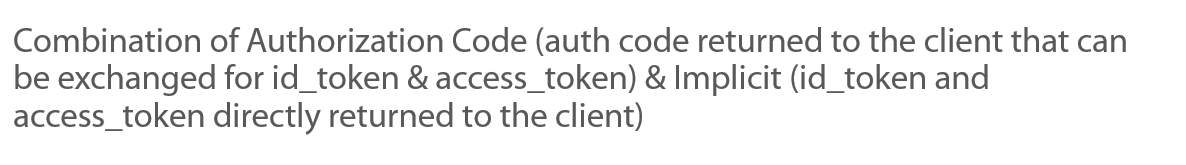 Combination of Authorization Code (auth code returned to the client that can
be exchanged for id_token & access_token) & Implicit (id_token and
access_token directly returned to the client)